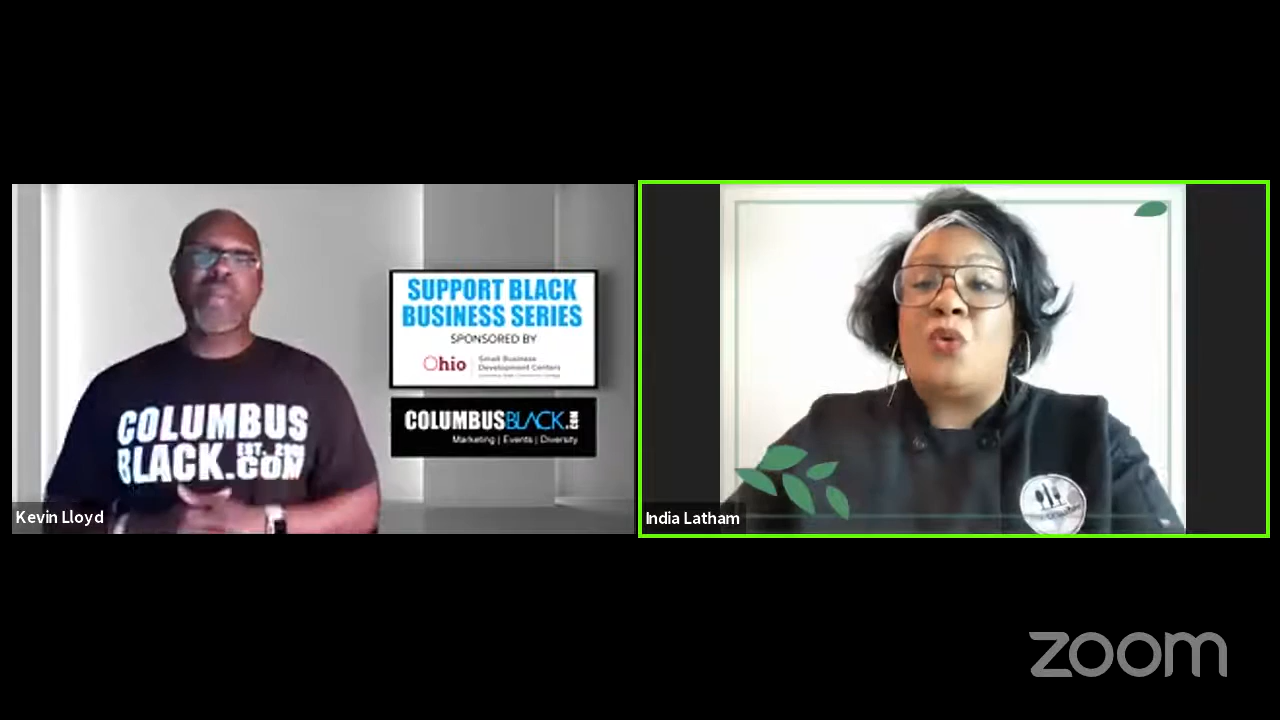 SUPPORT BLACK
BUSINESS SERIES
SPONSORED BY
Ohio
Small Business
Development Centers
COLUMBUSBLACK.COM
Marketing | Events | Diversity
COLUMBUS
EST.
BLACK.COM
Kevin Lloyd
India Latham
zoom